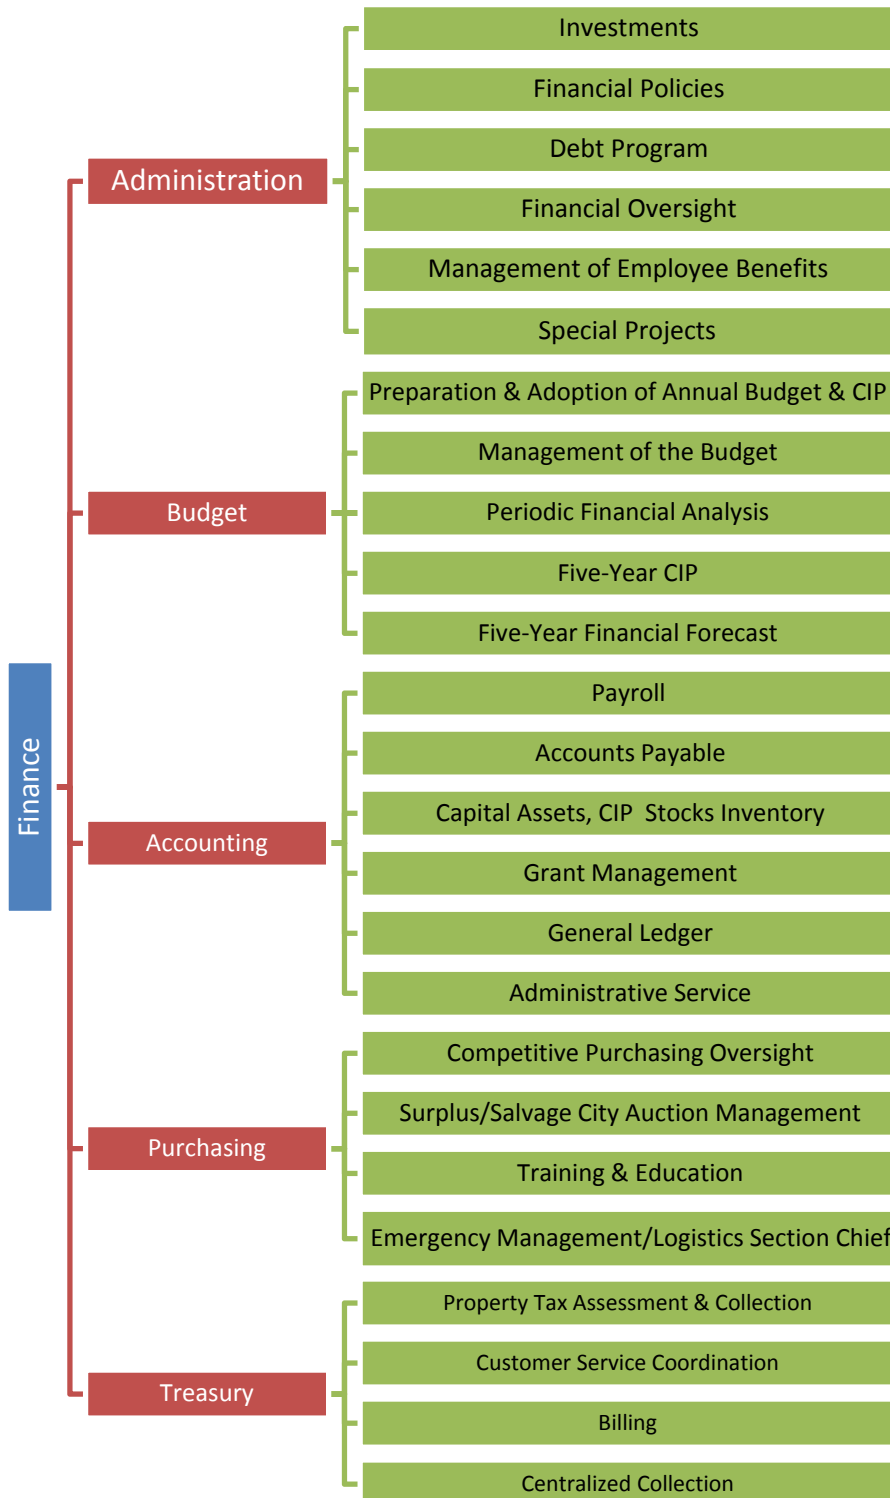 Finance
Administration
Investments
Financial Policies
Debt Program
Financial Oversight
Management of Employee Benefits
Special Projects
Budget
Preparation & Adoption of Annual Budget & CIP
Management of the Budget
Periodic Financial Analysis
Five-Year CIP
Five-Year Financial Forecast
Accounting
Payroll
Accounts Payable
Capital Assets, CIP  Stocks Inventory
Grant Management
General Ledger
Administrative Service
Purchasing
Competitive Purchasing Oversight
Surplus/Salvage City Auction Management
Training & Education
Emergency Management/Logistics Section Chief
Treasury
Property Tax Assessment & Collection
Customer Service Coordination
Billing
Centralized Collection